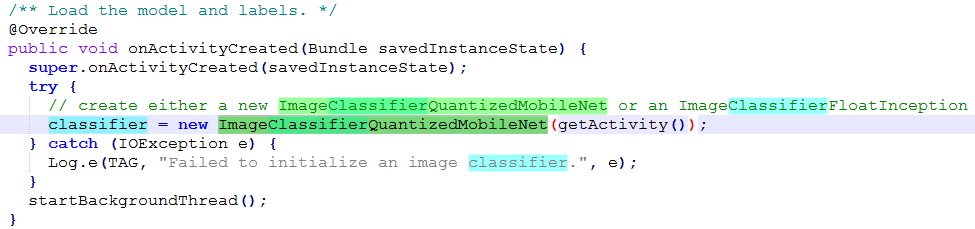 /** Load the model and labels. */
@Override
public void onActivityCreated(Bundle savedInstanceState) {
super.onActivityCreated(savedInstanceState);
try {
// create either a new ImageClassifierQuantizedMobileNet or an ImageClassifierFloatInception
classifier = new ImageClassifierQuantizedMobileNet(getActivity());
} catch (IOException e) {
Log.e(TAG, "Failed to initialize an image classifier.", e);
}
startBackgroundThread();
}